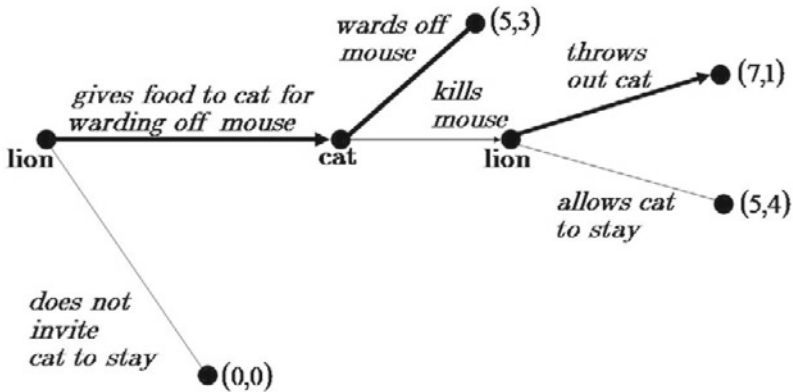 wards off
mouse
(5,3)
throws
out cat
(7,1)
gives food to cat for
warding off mouse
kills
mouse
lion
cat
lion
allows cat
to stay
(5,4)
does not
invite
cat to stay
(0,0)